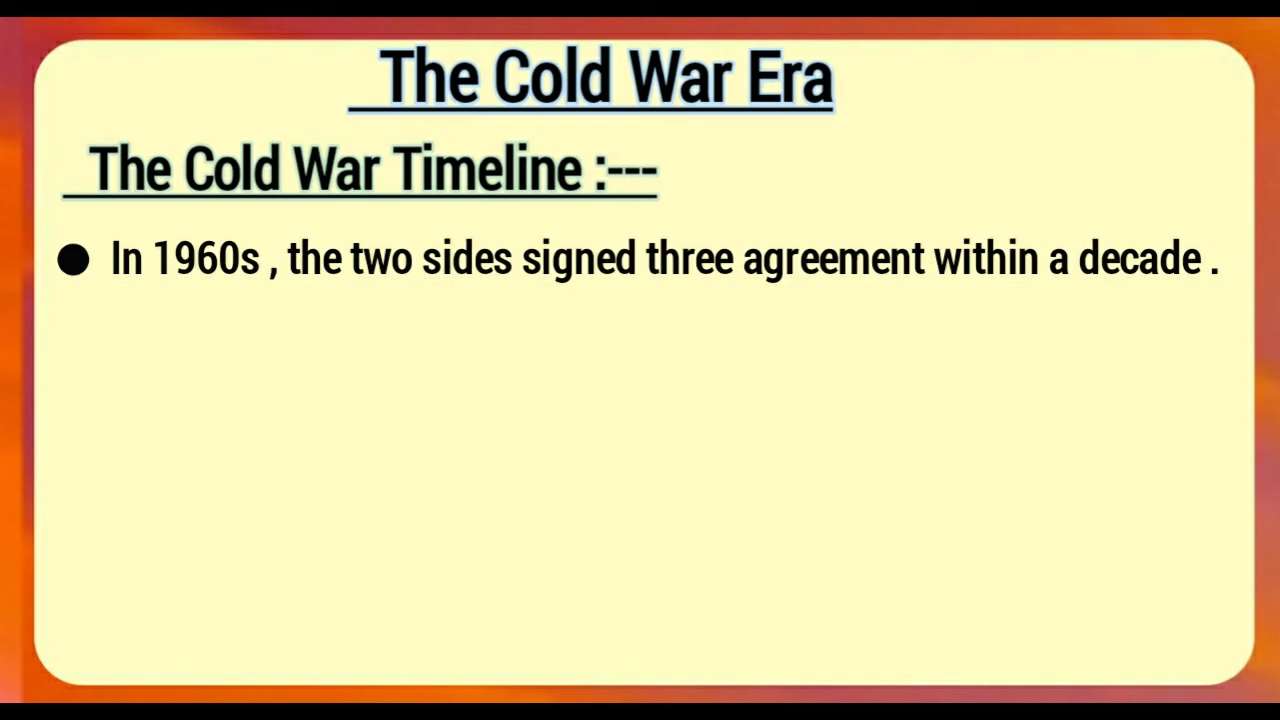 The Cold War Era
The Cold War Timeline :---
● In 1960s , the two sides signed three agreement within a decade .